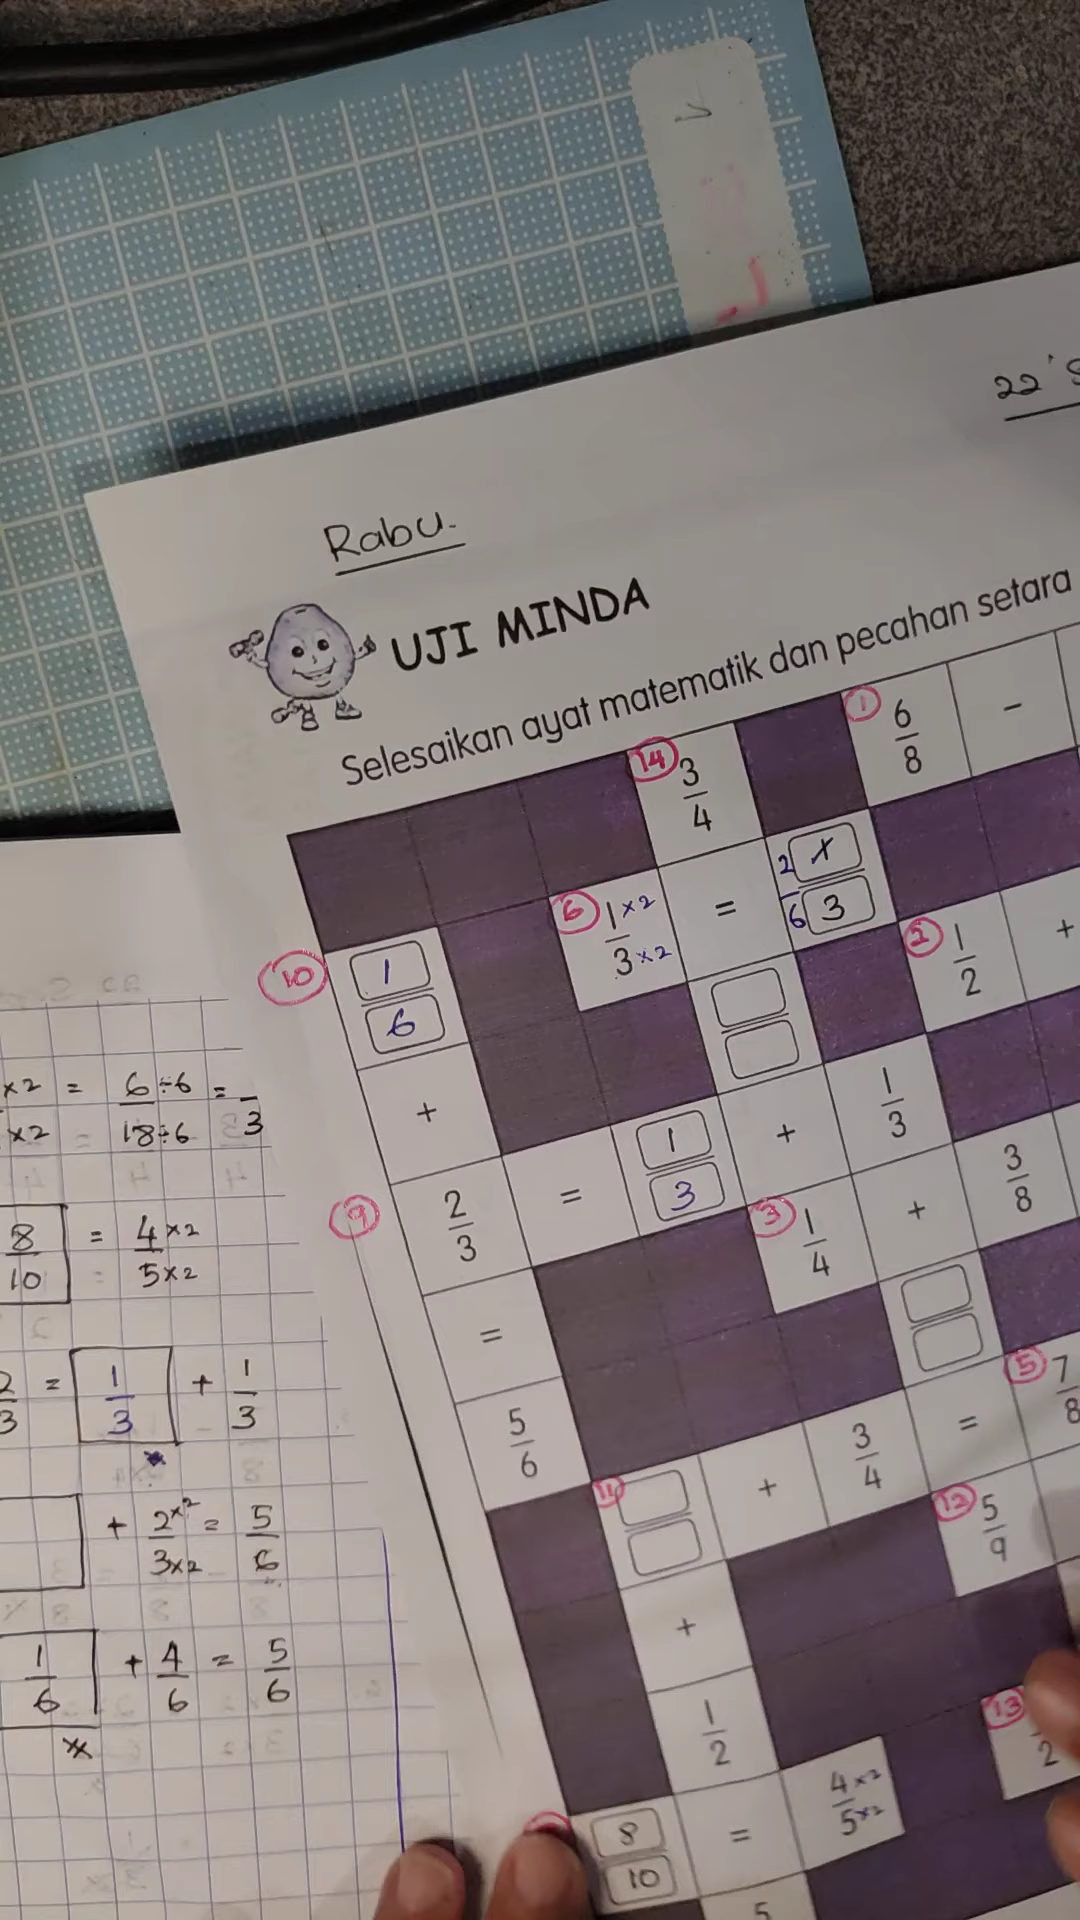 22
Rabu.
UJI MINDA
Selesaikan ayat matematik dan pecahan setara
14 3/4
1 6/8 -
6 1×2/3×2 = 2/6 1/3
10 1/6
2 1/2 +
+
9 2/3 = 1/3 + 1/3
3 1/4 + 3/8
=
5/6
11 + 3/4 = 5 7/8
12 5/9
+
1/2
13 2
8/10 = 4×2/5×2
5
×2/×2 = 6÷6/18÷6 = /3
8/10 = 4×2/5×2
2/3 = 1/3 + 1/3
+ 2×2/3×2 = 5/6
1/6 + 4/6 = 5/6